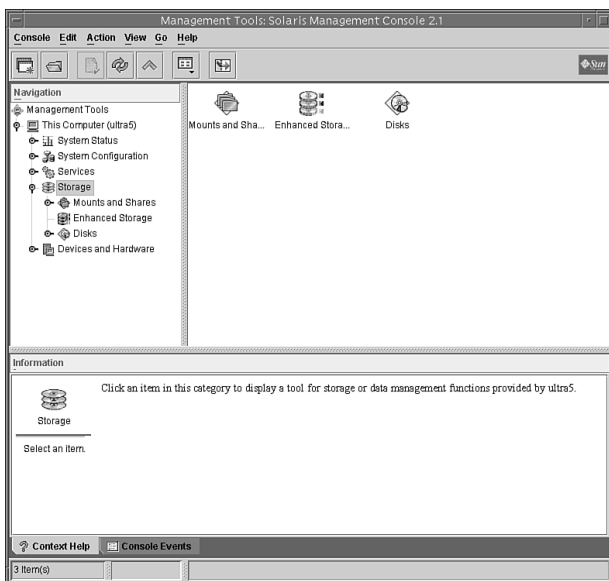 Management Tools: Solaris Management Console 2.1
Console Edit Action View Go Help
Sun
Navigation
Management Tools
This Computer (ultra5)
System Status
System Configuration
Services
Storage
Mounts and Shares
Enhanced Storage
Disks
Devices and Hardware
Mounts and Sha... Enhanced Stora... Disks
Information
Click an item in this category to display a tool for storage or data management functions provided by ultra5.
Storage
Select an item.
Context Help Console Events
3 Item(s)